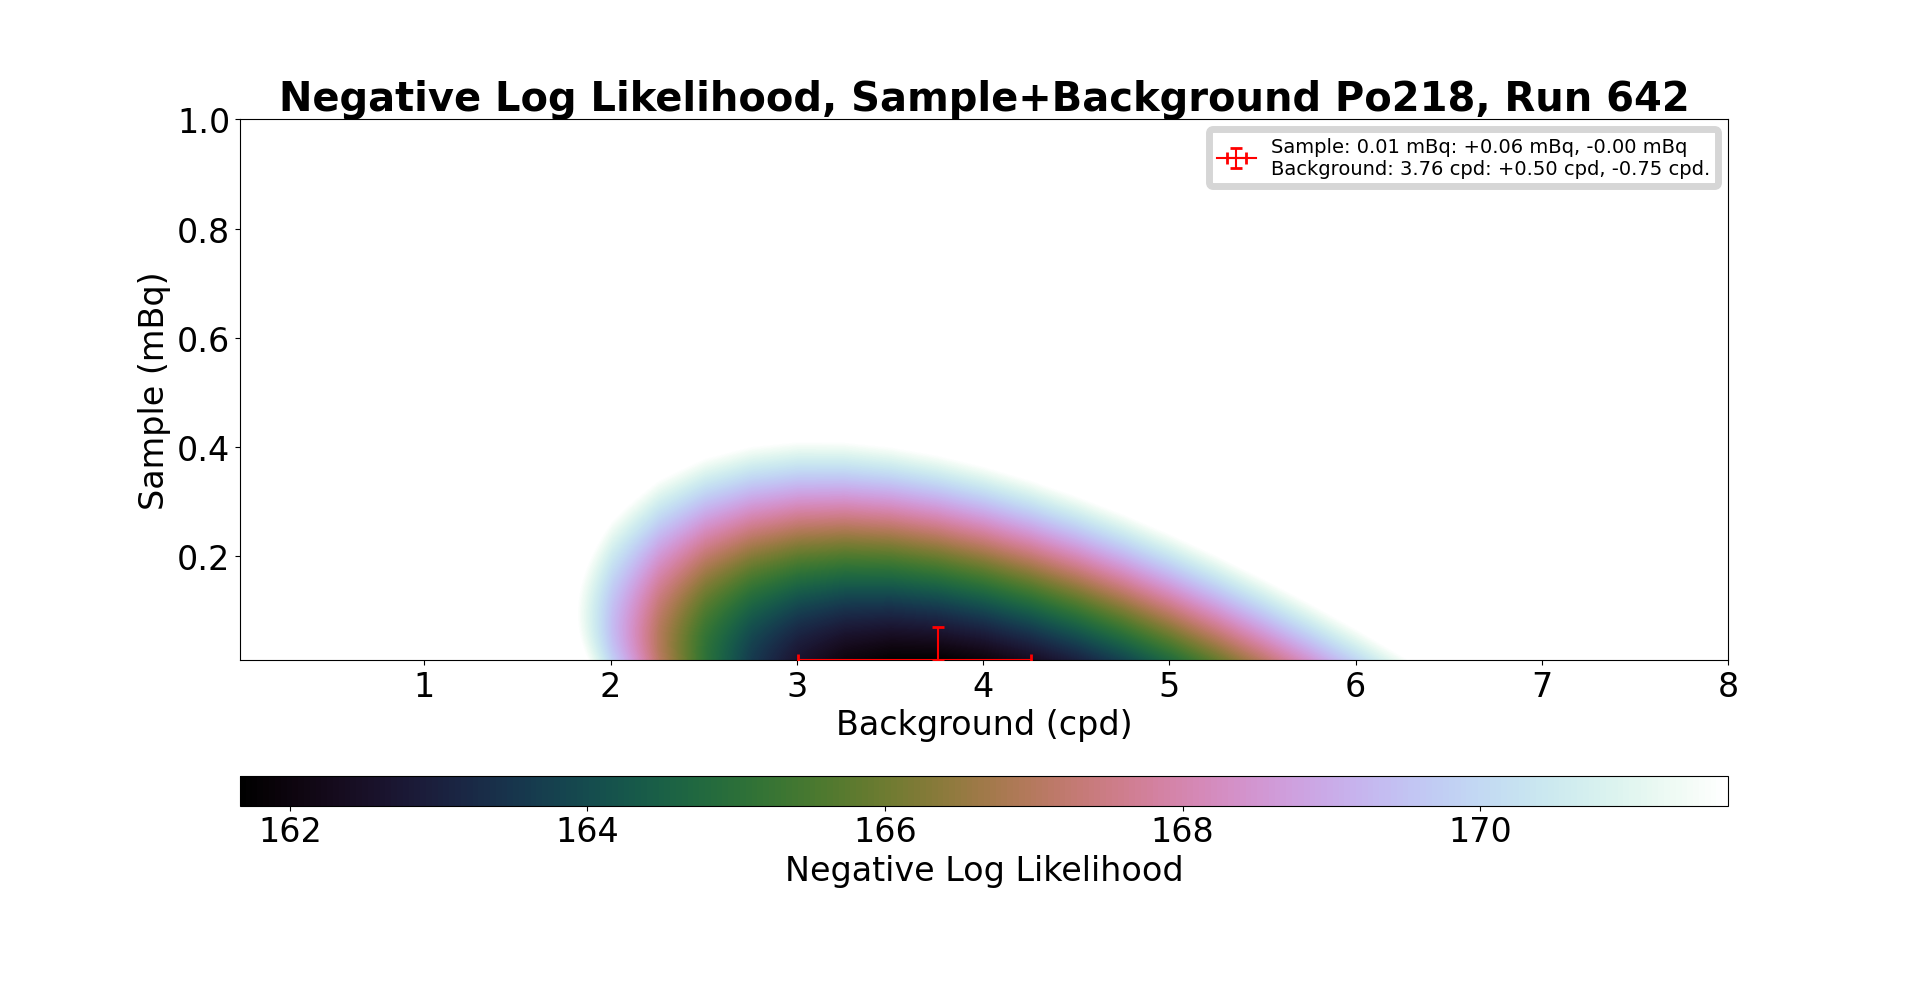 Negative Log Likelihood, Sample+Background Po218, Run 642
Sample: 0.01 mBq: +0.06 mBq, -0.00 mBq
Background: 3.76 cpd: +0.50 cpd, -0.75 cpd.
Sample (mBq)
1.0
0.8
0.6
0.4
0.2
1 2 3 4 5 6 7 8
Background (cpd)
162 164 166 168 170
Negative Log Likelihood